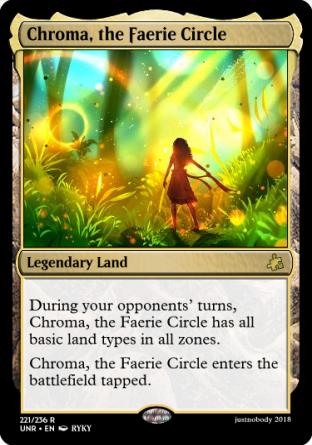 Chroma, the Faerie Circle
Legendary Land
During your opponents' turns,
Chroma, the Faerie Circle has all
basic land types in all zones.
Chroma, the Faerie Circle enters the
battlefield tapped.
221/236 R
UNR • EN RYKY
justnobody 2018